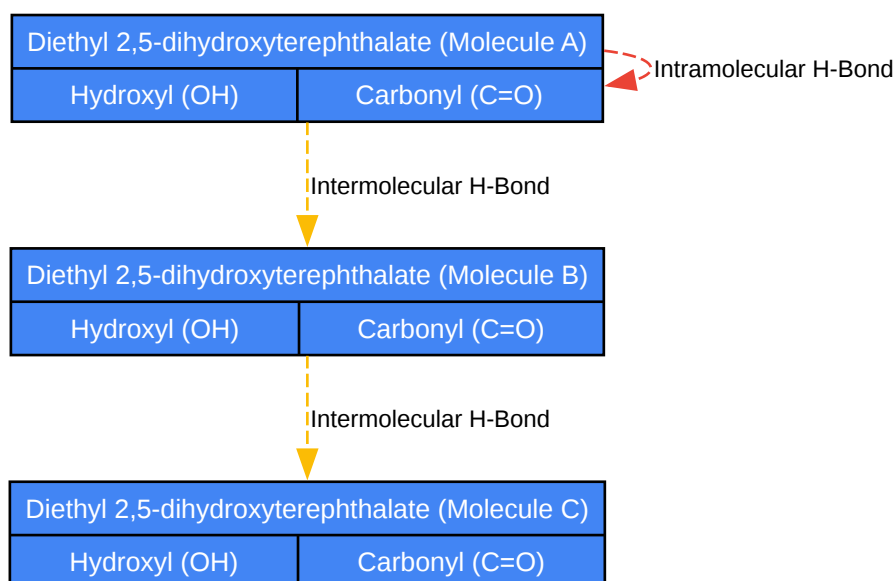 Diethyl 2,5-dihydroxyterephthalate (Molecule A)
Intramolecular H-Bond
Hydroxyl (OH) Carbonyl (C=O)
Intermolecular H-Bond
Diethyl 2,5-dihydroxyterephthalate (Molecule B)
Hydroxyl (OH) Carbonyl (C=O)
Intermolecular H-Bond
Diethyl 2,5-dihydroxyterephthalate (Molecule C)
Hydroxyl (OH) Carbonyl (C=O)